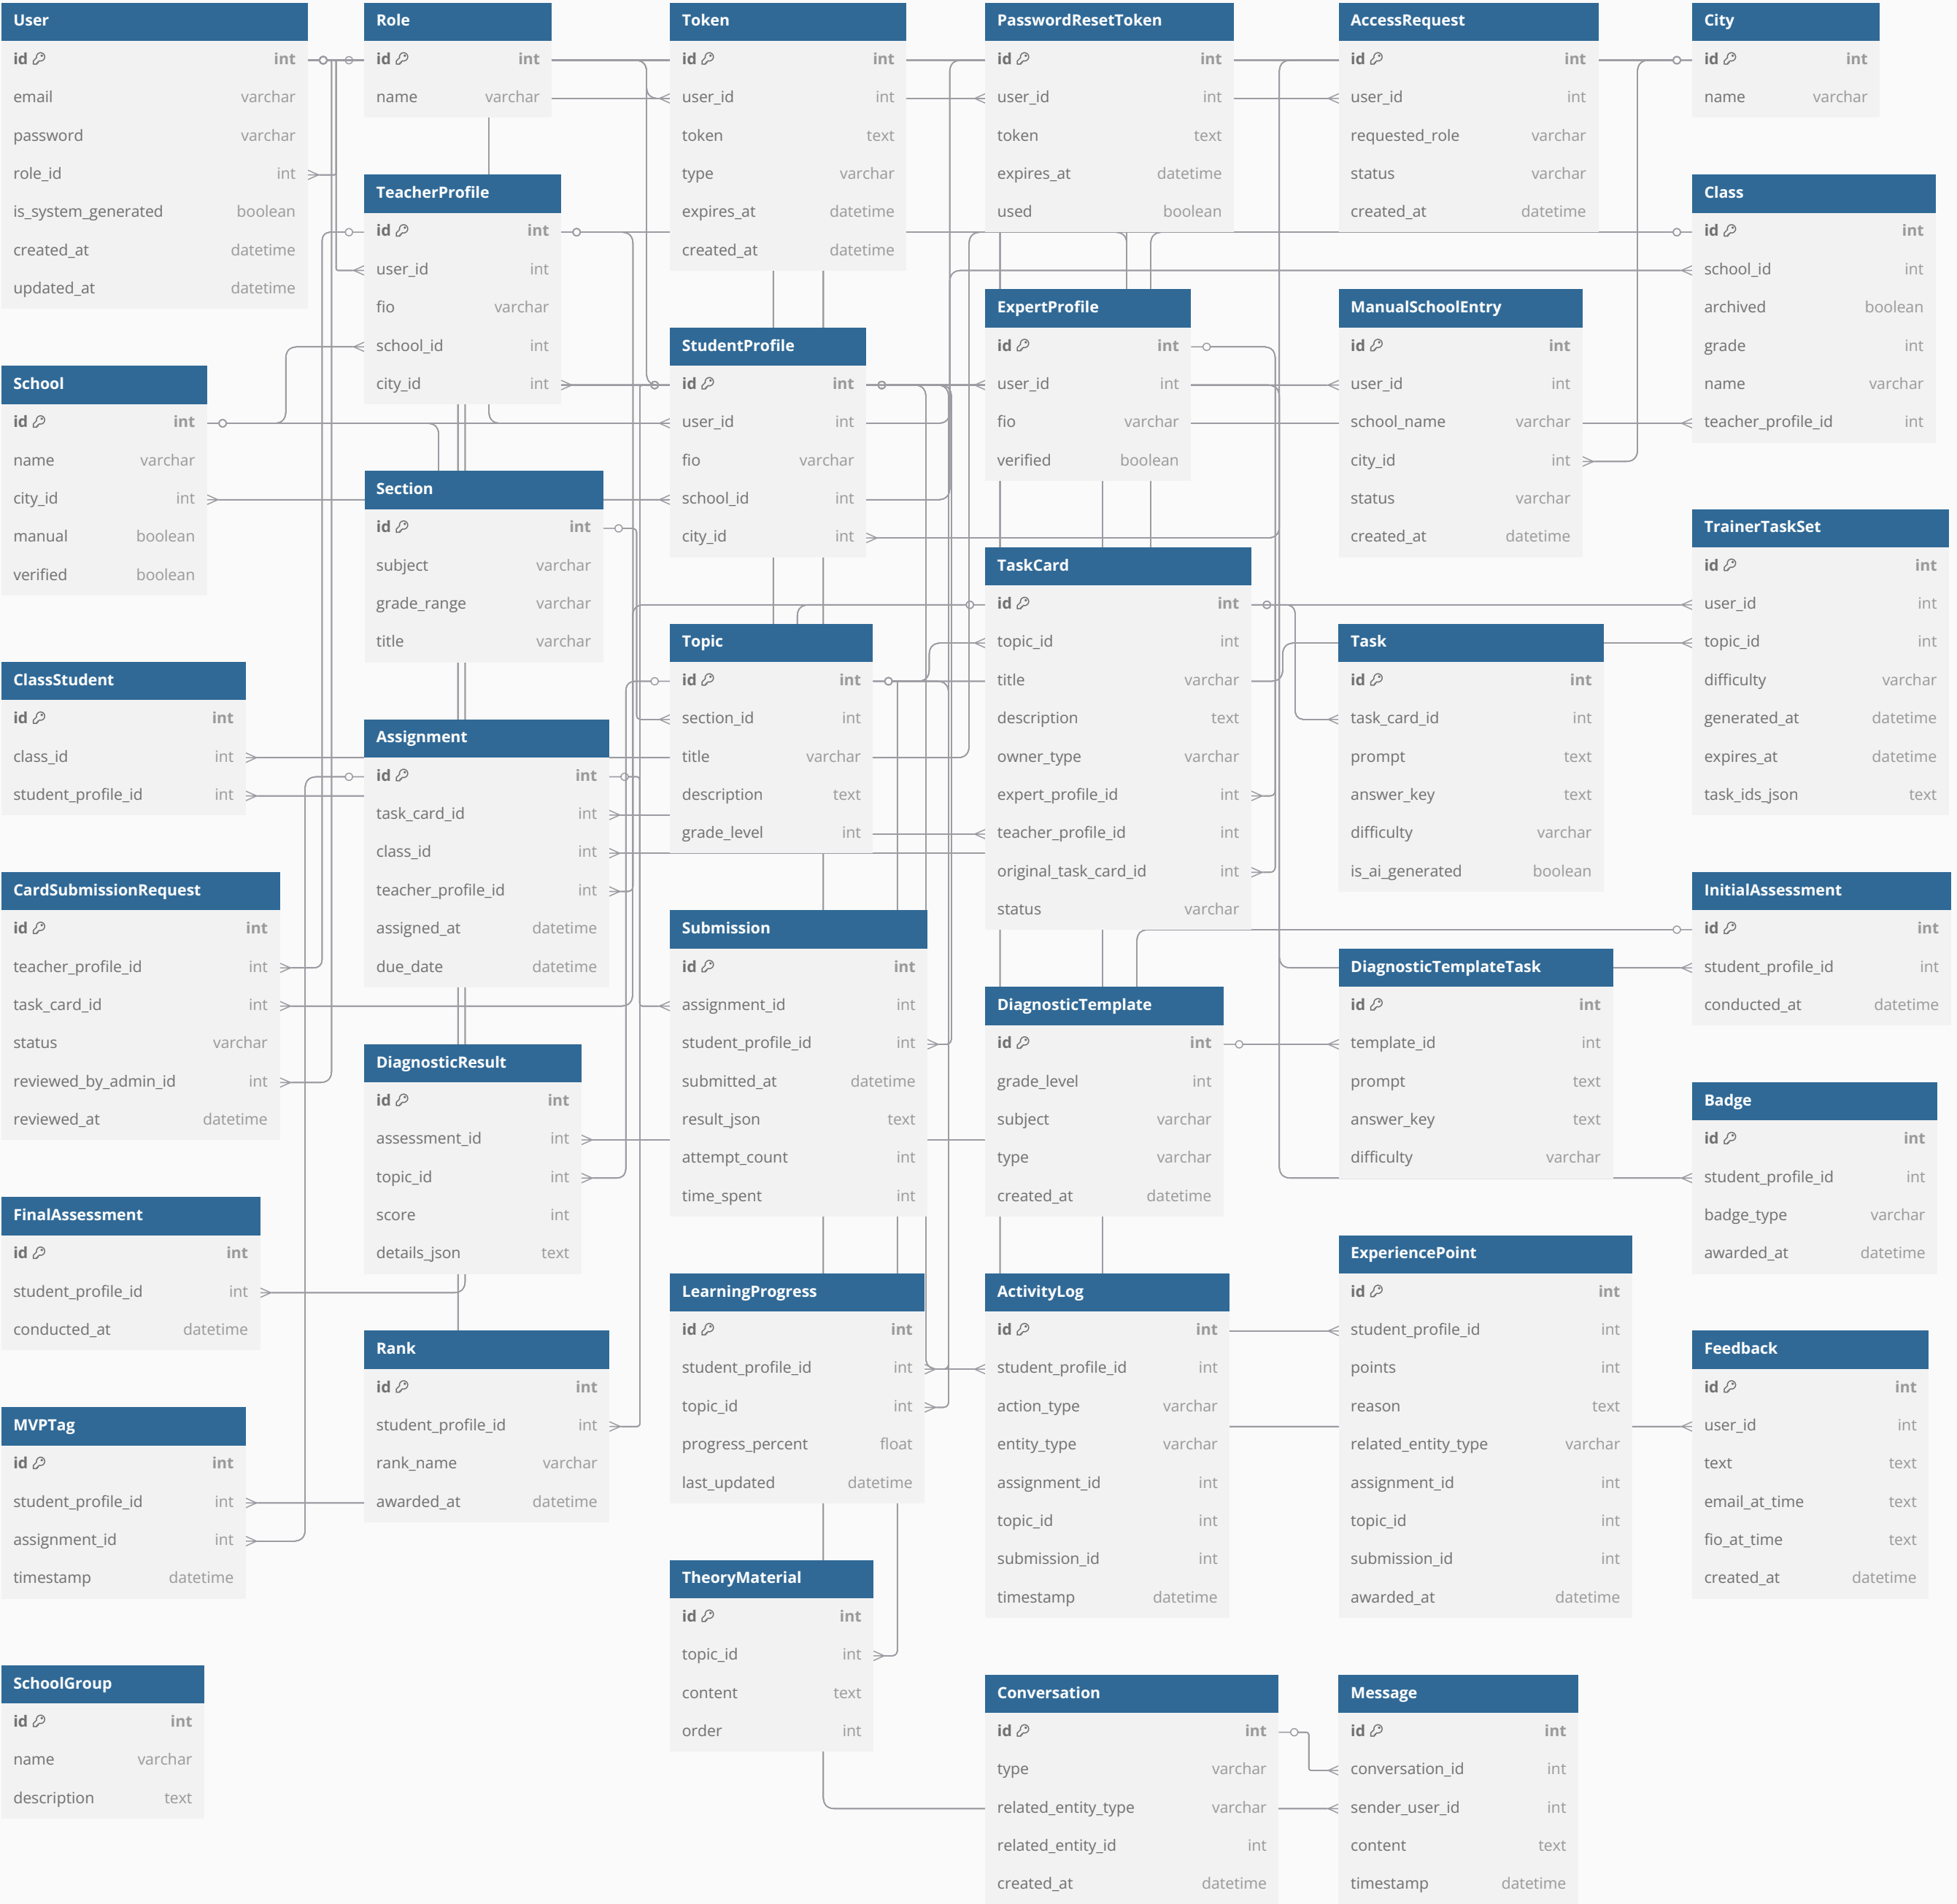 User
id int
email varchar
password varchar
role_id int
is_system_generated boolean
created_at datetime
updated_at datetime
Role
id int
name varchar
Token
id int
user_id int
token text
type varchar
expires_at datetime
created_at datetime
PasswordResetToken
id int
user_id int
token text
expires_at datetime
used boolean
AccessRequest
id int
user_id int
requested_role varchar
status varchar
created_at datetime
City
id int
name varchar
TeacherProfile
id int
user_id int
fio varchar
school_id int
city_id int
Class
id int
school_id int
archived boolean
grade int
name varchar
teacher_profile_id int
ExpertProfile
id int
user_id int
fio varchar
verified boolean
ManualSchoolEntry
id int
user_id int
school_name varchar
city_id int
status varchar
created_at datetime
StudentProfile
id int
user_id int
fio varchar
school_id int
city_id int
School
id int
name varchar
city_id int
manual boolean
verified boolean
Section
id int
subject varchar
grade_range varchar
title varchar
TrainerTaskSet
id int
user_id int
topic_id int
difficulty varchar
generated_at datetime
expires_at datetime
task_ids_json text
TaskCard
id int
topic_id int
title varchar
description text
owner_type varchar
expert_profile_id int
teacher_profile_id int
original_task_card_id int
status varchar
Topic
id int
section_id int
title varchar
description text
grade_level int
Task
id int
task_card_id int
prompt text
answer_key text
difficulty varchar
is_ai_generated boolean
ClassStudent
id int
class_id int
student_profile_id int
Assignment
id int
task_card_id int
class_id int
teacher_profile_id int
assigned_at datetime
due_date datetime
CardSubmissionRequest
id int
teacher_profile_id int
task_card_id int
status varchar
reviewed_by_admin_id int
reviewed_at datetime
InitialAssessment
id int
student_profile_id int
conducted_at datetime
Submission
id int
assignment_id int
student_profile_id int
submitted_at datetime
result_json text
attempt_count int
time_spent int
DiagnosticTemplateTask
id int
template_id int
prompt text
answer_key text
difficulty varchar
DiagnosticTemplate
id int
grade_level int
subject varchar
type varchar
created_at datetime
DiagnosticResult
id int
assessment_id int
topic_id int
score int
details_json text
Badge
id int
student_profile_id int
badge_type varchar
awarded_at datetime
FinalAssessment
id int
student_profile_id int
conducted_at datetime
ExperiencePoint
id int
student_profile_id int
points int
reason text
related_entity_type varchar
assignment_id int
topic_id int
submission_id int
awarded_at datetime
LearningProgress
id int
student_profile_id int
topic_id int
progress_percent float
last_updated datetime
ActivityLog
id int
student_profile_id int
action_type varchar
entity_type varchar
assignment_id int
topic_id int
submission_id int
timestamp datetime
Rank
id int
student_profile_id int
rank_name varchar
awarded_at datetime
Feedback
id int
user_id int
text text
email_at_time text
fio_at_time text
created_at datetime
MVPTag
id int
student_profile_id int
assignment_id int
timestamp datetime
TheoryMaterial
id int
topic_id int
content text
order int
SchoolGroup
id int
name varchar
description text
Conversation
id int
type varchar
related_entity_type varchar
related_entity_id int
created_at datetime
Message
id int
conversation_id int
sender_user_id int
content text
timestamp datetime